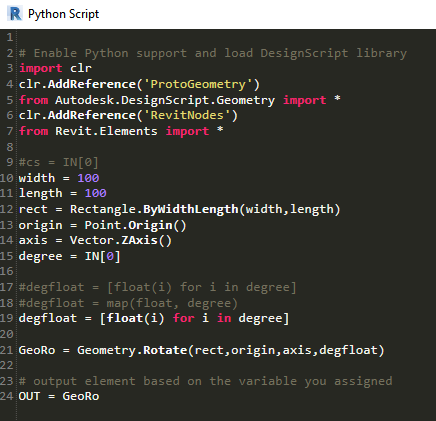 R Python Script
1
2 # Enable Python support and load DesignScript library
3 import clr
4 clr.AddReference('ProtoGeometry')
5 from Autodesk.DesignScript.Geometry import *
6 clr.AddReference('RevitNodes')
7 from Revit.Elements import *
8
9 #cs = IN[0]
10 width = 100
11 length = 100
12 rect = Rectangle.ByWidthLength(width,length)
13 origin = Point.Origin()
14 axis = Vector.ZAxis()
15 degree = IN[0]
16
17 #degfloat = [float(i) for i in degree]
18 #degfloat = map(float, degree)
19 degfloat = [float(i) for i in degree]
20
21 GeoRo = Geometry.Rotate(rect,origin,axis,degfloat)
22
23 # output element based on the variable you assigned
24 OUT = GeoRo